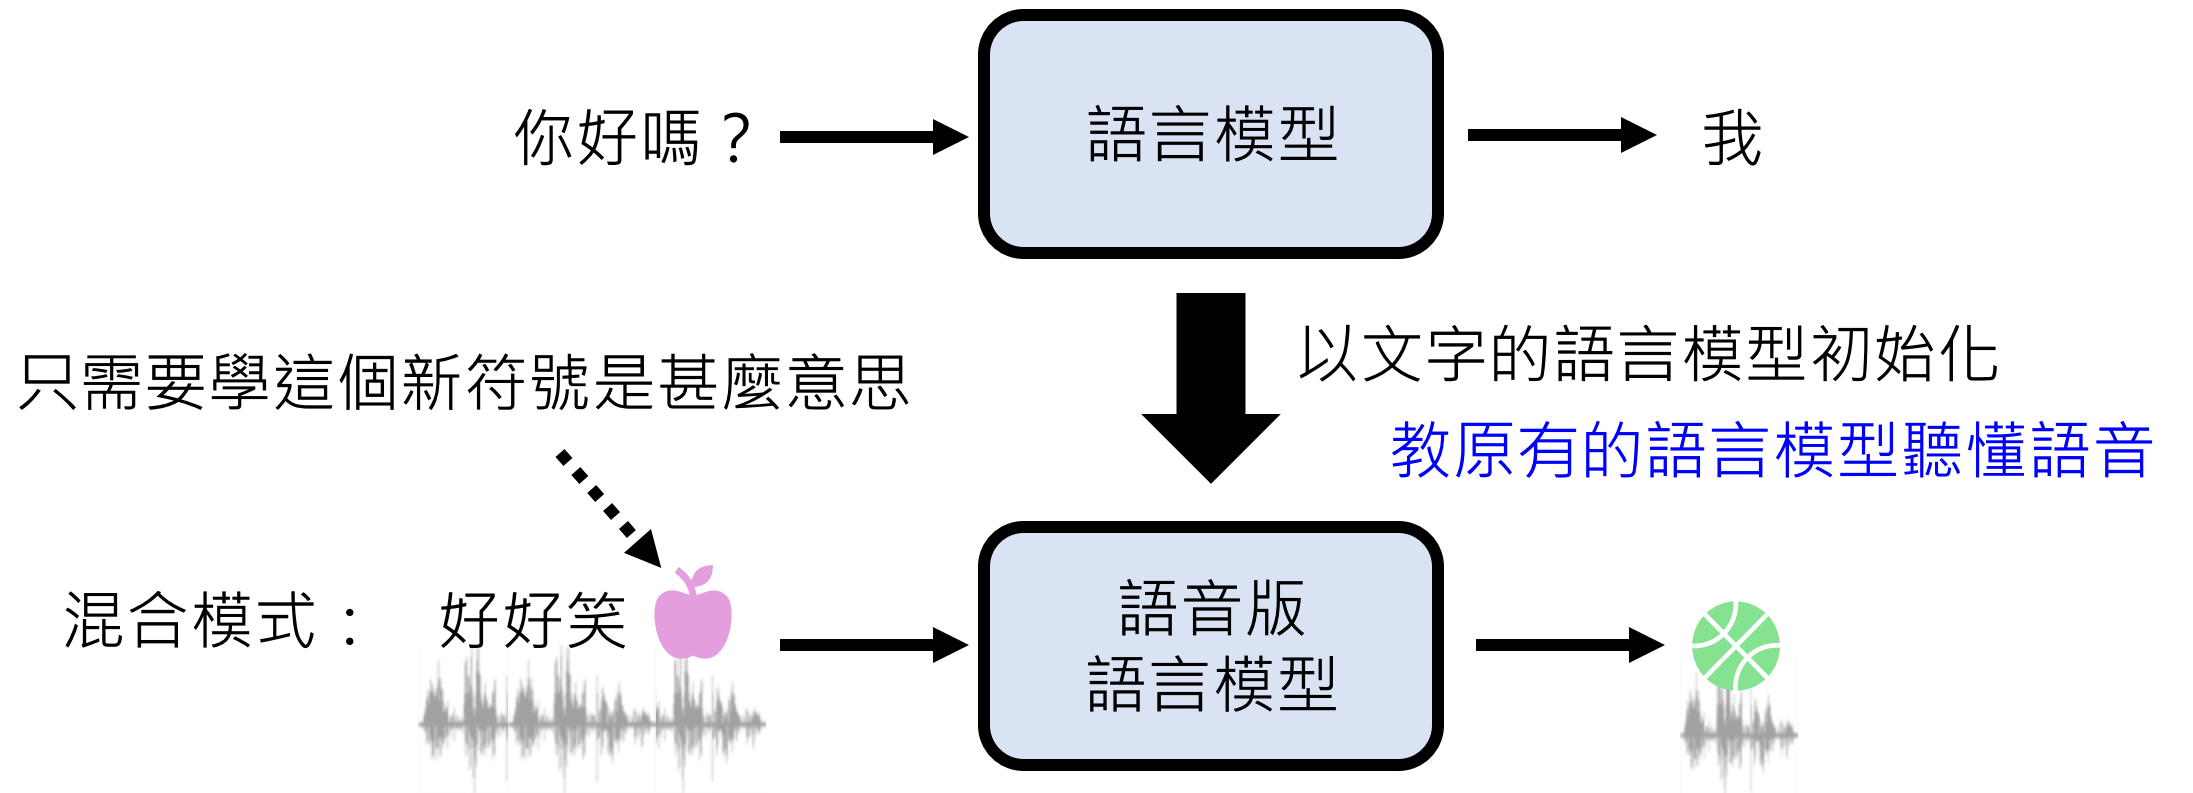 你好嗎？
語言模型
我
以文字的語言模型初始化
只需要學這個新符號是甚麼意思
教原有的語言模型聽懂語音
混合模式：
好好笑
語音版
語言模型